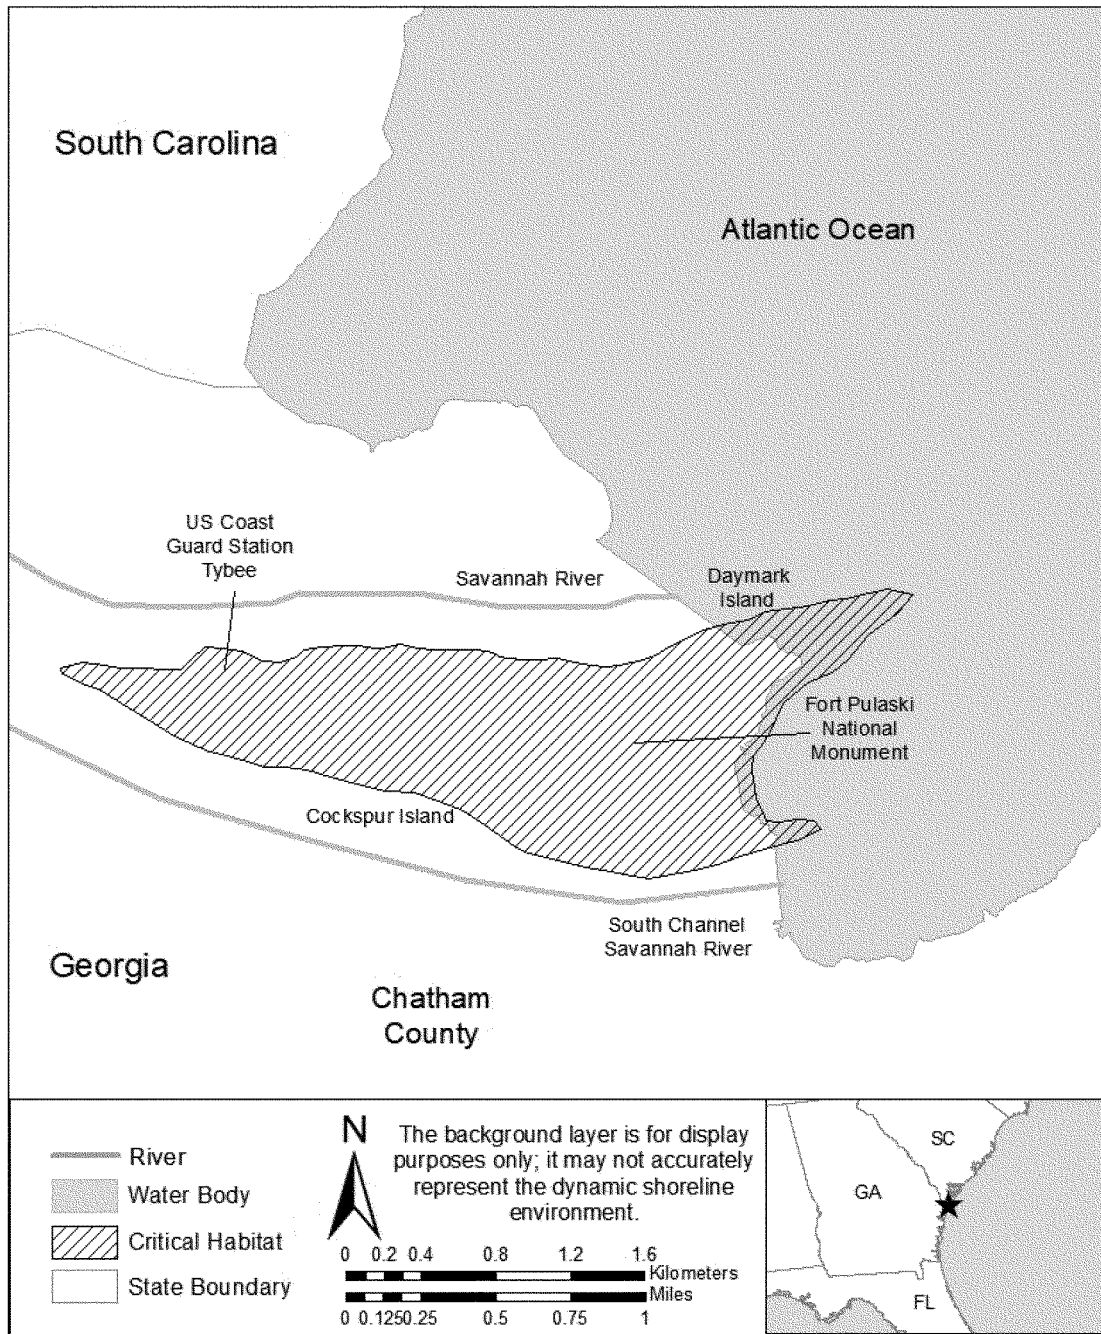 South Carolina
Atlantic Ocean
US Coast
Guard Station
Tybee
Savannah River
Daymark
Island
Fort Pulaski
National
Monument
Cockspur Island
South Channel
Savannah River
Georgia
Chatham
County
River
Water Body
Critical Habitat
State Boundary
N
The background layer is for display
purposes only; it may not accurately
represent the dynamic shoreline
environment.
0 0.2 0.4 0.8 1.2 1.6
Kilometers
Miles
0 0.1250.25 0.5 0.75 1
SC
GA
FL